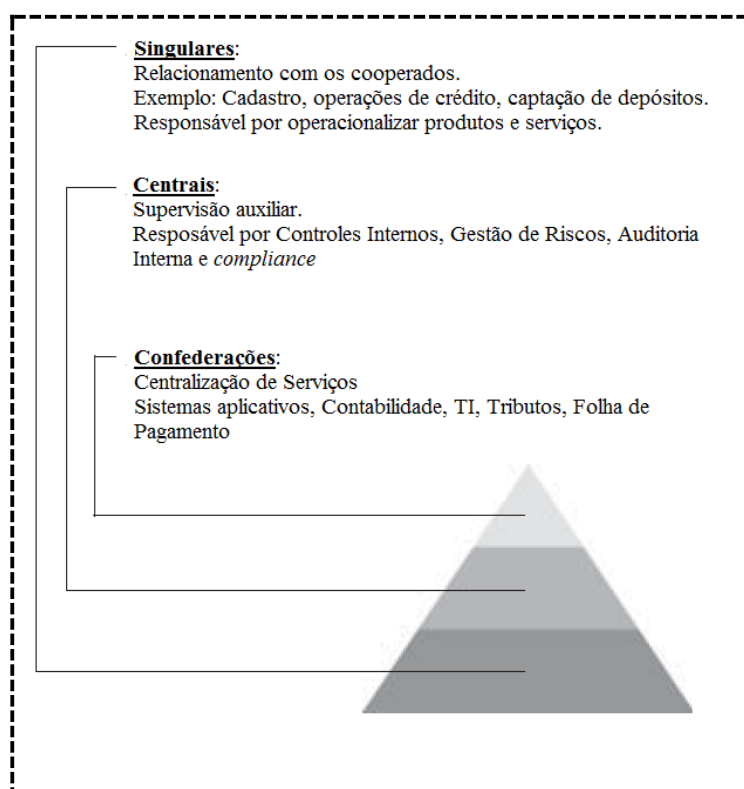 Singulares:
Relacionamento com os cooperados.
Exemplo: Cadastro, operações de crédito, captação de depósitos.
Responsável por operacionalizar produtos e serviços.
Centrais:
Supervisão auxiliar.
Resposável por Controles Internos, Gestão de Riscos, Auditoria
Interna e compliance
Confederações:
Centralização de Serviços
Sistemas aplicativos, Contabilidade, TI, Tributos, Folha de
Pagamento